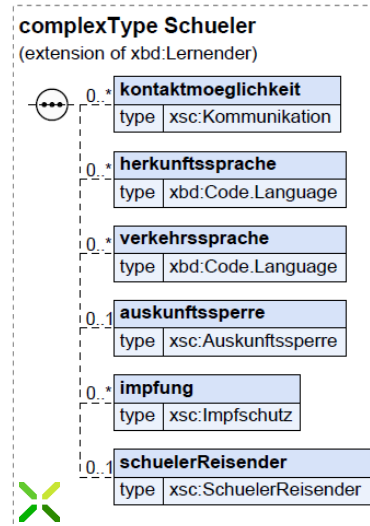 complexType Schueler
(extension of xbd:Lernender)
0..* kontaktmoeglichkeit
type xsc:Kommunikation
0..* herkunftssprache
type xbd:Code.Language
0..* verkehrssprache
type xbd:Code.Language
0..1 auskunftssperre
type xsc:Auskunftssperre
0..* impfung
type xsc:Impfschutz
0..1 schuelerReisender
type xsc:SchuelerReisender